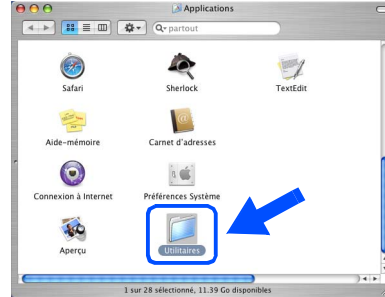 Applications
partout
Safari
Sherlock
TextEdit
Aide-mémoire
Carnet d'adresses
Connexion à Internet
Préférences Système
Aperçu
Utilitaires
1 sur 28 sélectionné, 11.39 Go disponibles